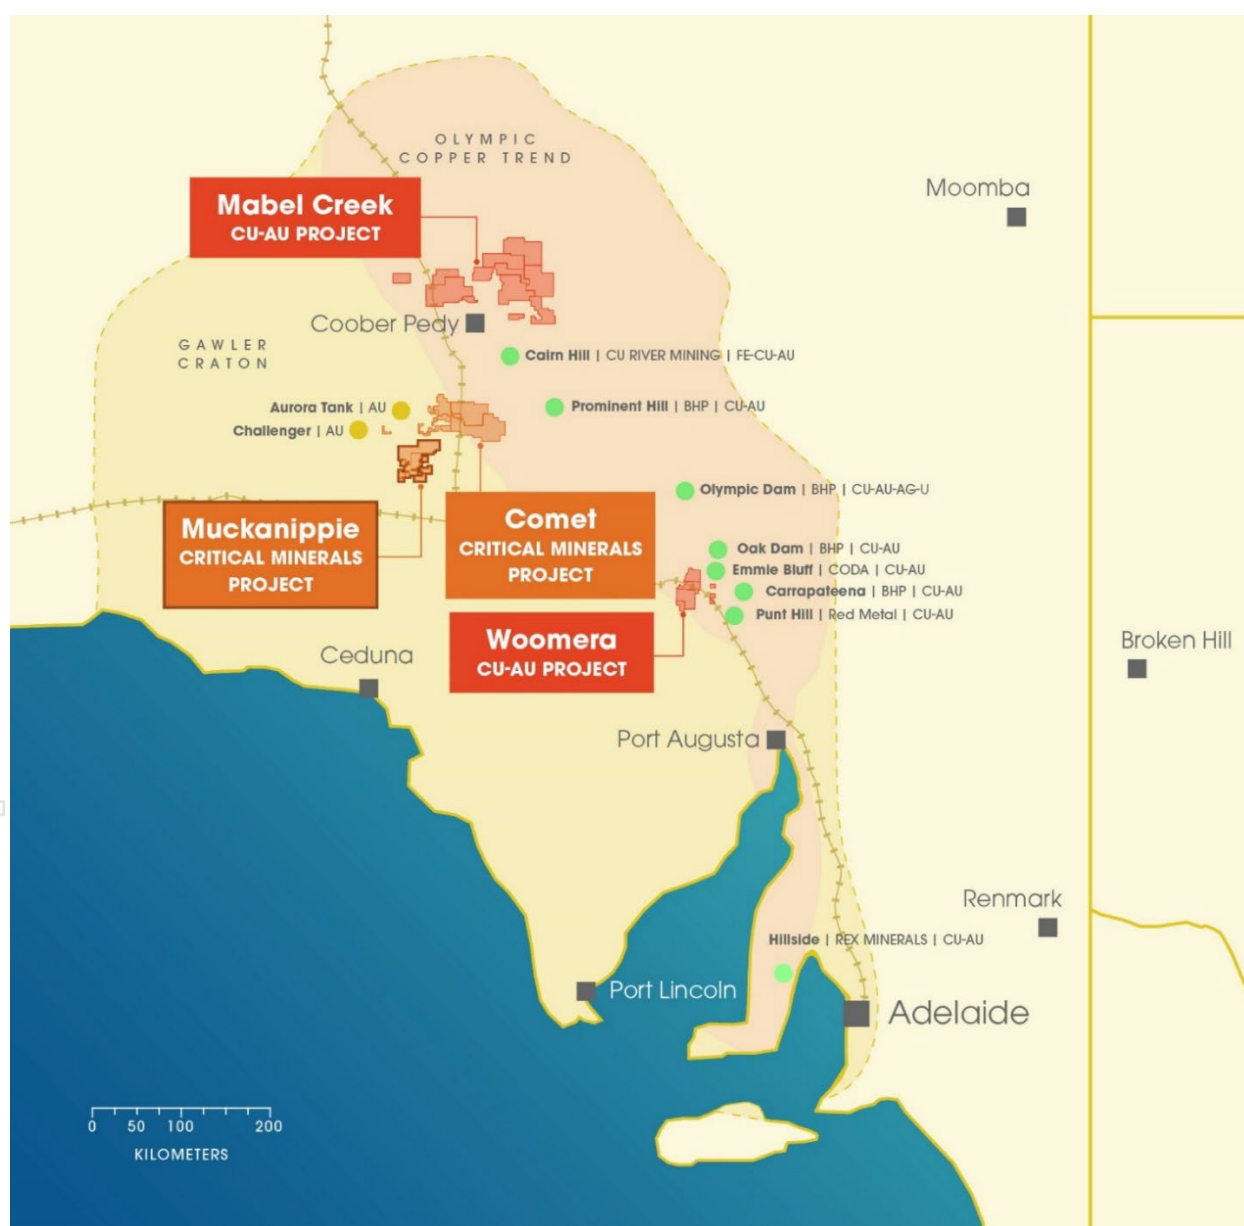 OLYMPIC
COPPER TREND
Moomba
Mabel Creek
CU-AU PROJECT
Coober Pedy
GAWLER
CRATON
Cairn Hill | CU RIVER MINING | FE-CU-AU
Aurora Tank | AU
Prominent Hill | BHP | CU-AU
Challenger | AU
Olympic Dam | BHP | CU-AU-AG-U
Muckanippie
CRITICAL MINERALS
PROJECT
Comet
CRITICAL MINERALS
PROJECT
Oak Dam | BHP | CU-AU
Emmie Bluff | CODA | CU-AU
Carrapateena | BHP | CU-AU
Punt Hill | Red Metal | CU-AU
Woomera
CU-AU PROJECT
Ceduna
Broken Hill
Port Augusta
Renmark
Hillside | REX MINERALS | CU-AU
Port Lincoln
Adelaide
0 50 100 200
KILOMETERS